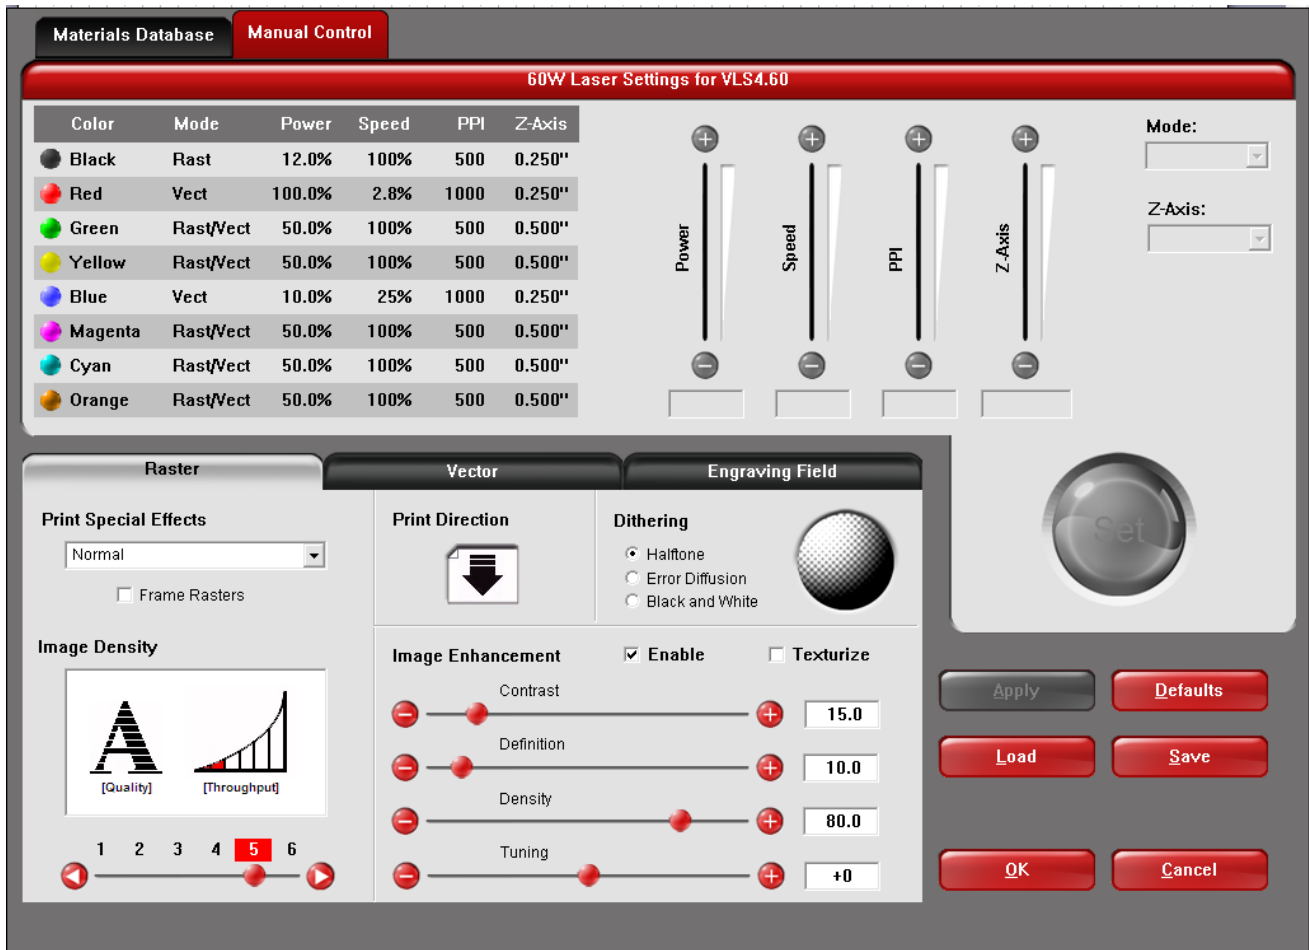 Materials Database Manual Control
60W Laser Settings for VLS4.60
Color Mode Power Speed PPI Z-Axis
Black Rast 12.0% 100% 500 0.250''
Red Vect 100.0% 2.8% 1000 0.250''
Green Rast/Vect 50.0% 100% 500 0.500''
Yellow Rast/Vect 50.0% 100% 500 0.500''
Blue Vect 10.0% 25% 1000 0.250''
Magenta Rast/Vect 50.0% 100% 500 0.500''
Cyan Rast/Vect 50.0% 100% 500 0.500''
Orange Rast/Vect 50.0% 100% 500 0.500''
Power
Speed
PPI
Z-Axis
Mode:
Z-Axis:
Set
Raster Vector Engraving Field
Print Special Effects
Normal
Frame Rasters
Print Direction
Dithering
Halftone
Error Diffusion
Black and White
Image Density
A
[Quality] [Throughput]
1 2 3 4 5 6
Image Enhancement Enable Texturize
Contrast
15.0
Definition
10.0
Density
80.0
Tuning
+0
Apply Defaults
Load Save
OK Cancel